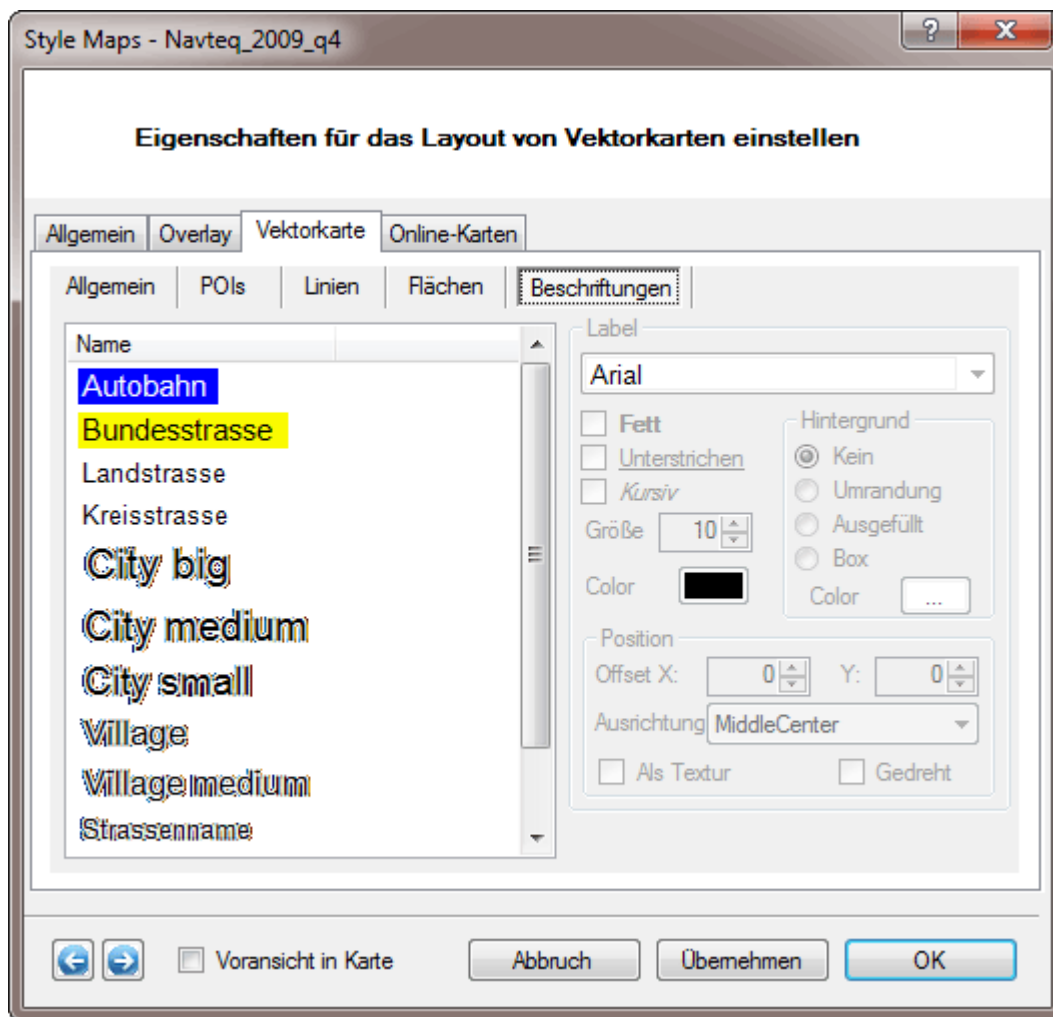 Style Maps - Navteq_2009_q4
?
Eigenschaften für das Layout von Vektorkarten einstellen
Allgemein Overlay Vektorkarte Online-Karten
Allgemein POIs Linien Flächen Beschriftungen
Name
Autobahn
Bundesstrasse
Landstrasse
Kreisstrasse
City big
City medium
City small
Village
Village medium
Strassenname
Label
Arial
Fett
Unterstrichen
Kursiv
Größe 10
Color
Hintergrund
Kein
Umrandung
Ausgefüllt
Box
Color ...
Position
Offset X: 0 Y: 0
Ausrichtung MiddleCenter
Als Textur Gedreht
Voransicht in Karte Abbruch Übernehmen OK